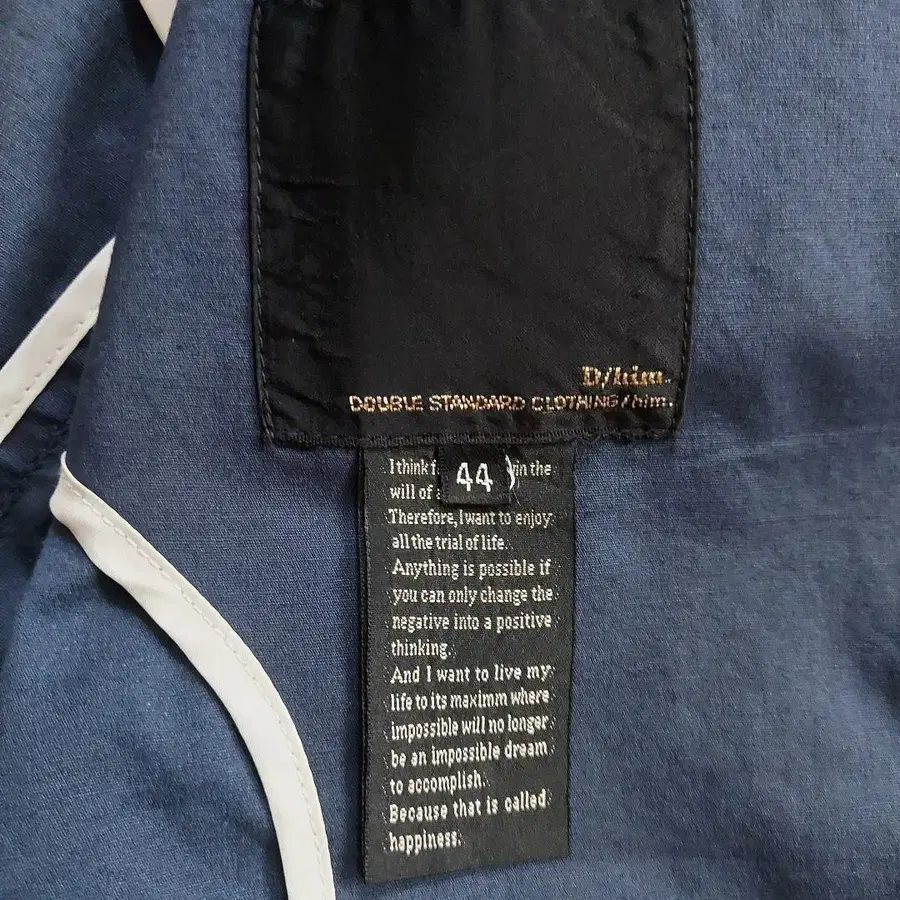 D/him.
DOUBLE STANDARD CLOTHING/him.
44
I think in the
will of
Therefore,Iwant to enjoy
all the trial of life.
Anything is possible if
you can only change the
negative into a positive
thinking.
And I want to live my
life to its maximm where
impossible will no longer
be an impossible dream
to accomplish.
Because that is called
happiness.